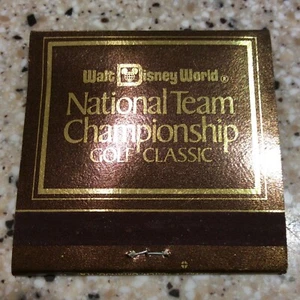 Walt Disney World ®
National Team
Championship
GOLF CLASSIC